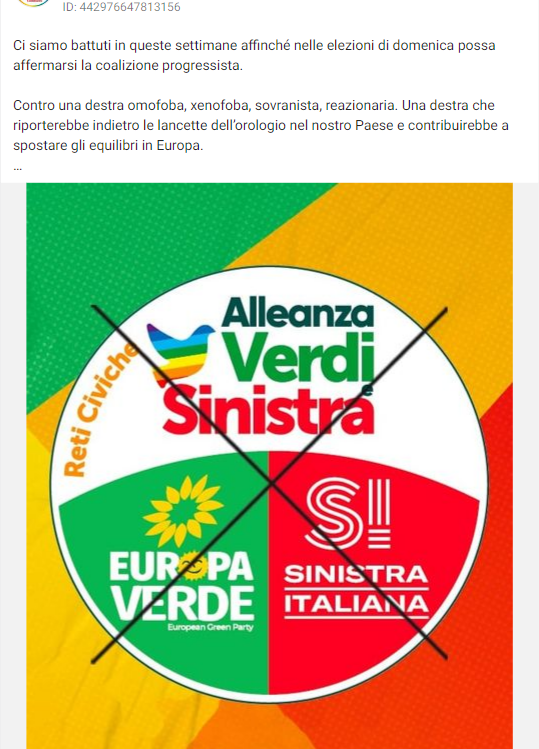 ID: 442976647813156
Ci siamo battuti in queste settimane affinché nelle elezioni di domenica possa
affermarsi la coalizione progressista.
Contro una destra omofoba, xenofoba, sovranista, reazionaria. Una destra che
riporterebbe indietro le lancette dell'orologio nel nostro Paese e contribuirebbe a
spostare gli equilibri in Europa.
...
Alleanza
Verdi
e
Sinistra
Reti Civiche
EUROPA
VERDE
European Green Party
SI
SINISTRA
ITALIANA